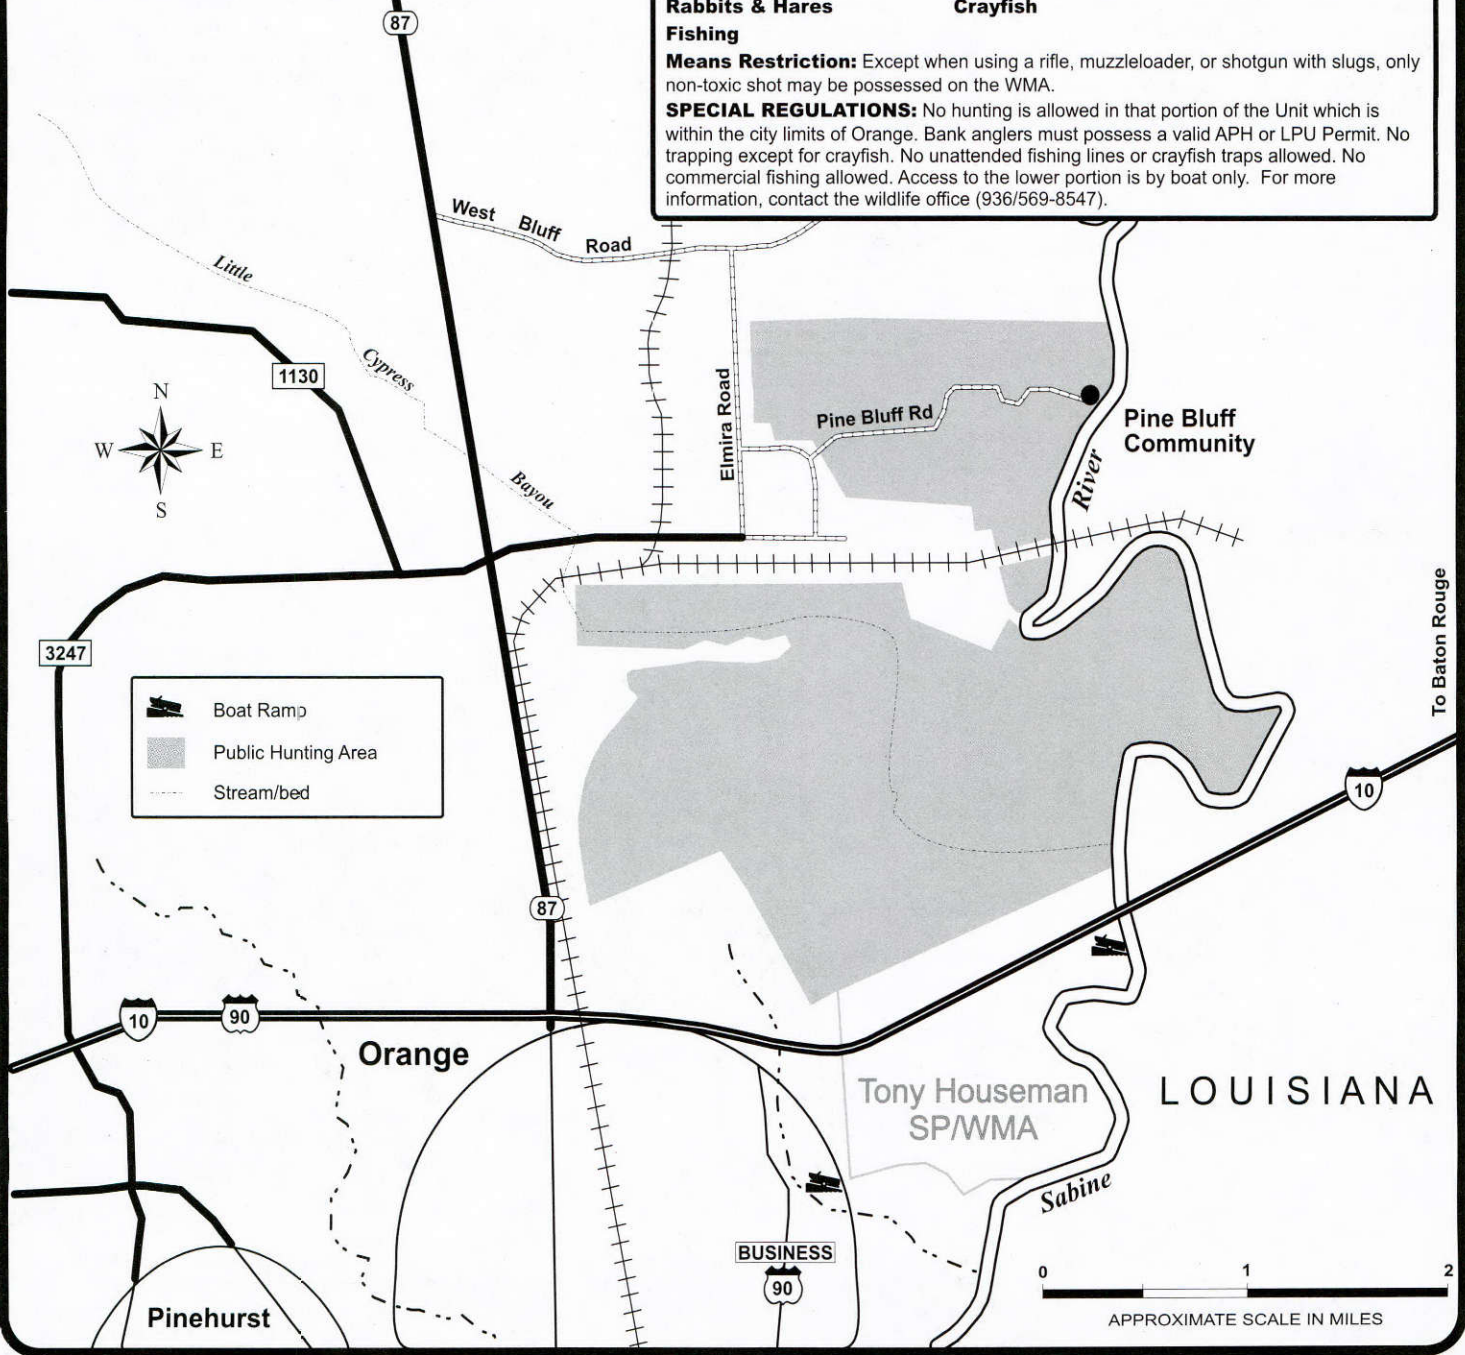 87
Rabbits & Hares
Crayfish
Fishing
Means Restriction: Except when using a rifle, muzzleloader, or shotgun with slugs, only
non-toxic shot may be possessed on the WMA.
SPECIAL REGULATIONS: No hunting is allowed in that portion of the Unit which is
within the city limits of Orange. Bank anglers must possess a valid APH or LPU Permit. No
trapping except for crayfish. No unattended fishing lines or crayfish traps allowed. No
commercial fishing allowed. Access to the lower portion is by boat only. For more
information, contact the wildlife office (936/569-8547).
West Bluff Road
Little
Cypress
Bayou
1130
N
W
E
S
Elmira Road
Pine Bluff Rd
Pine Bluff
Community
River
To Baton Rouge
3247
Boat Ramp
Public Hunting Area
Stream/bed
10
87
10
90
Orange
Tony Houseman
SP/WMA
LOUISIANA
Sabine
BUSINESS
90
Pinehurst
0
1
2
APPROXIMATE SCALE IN MILES